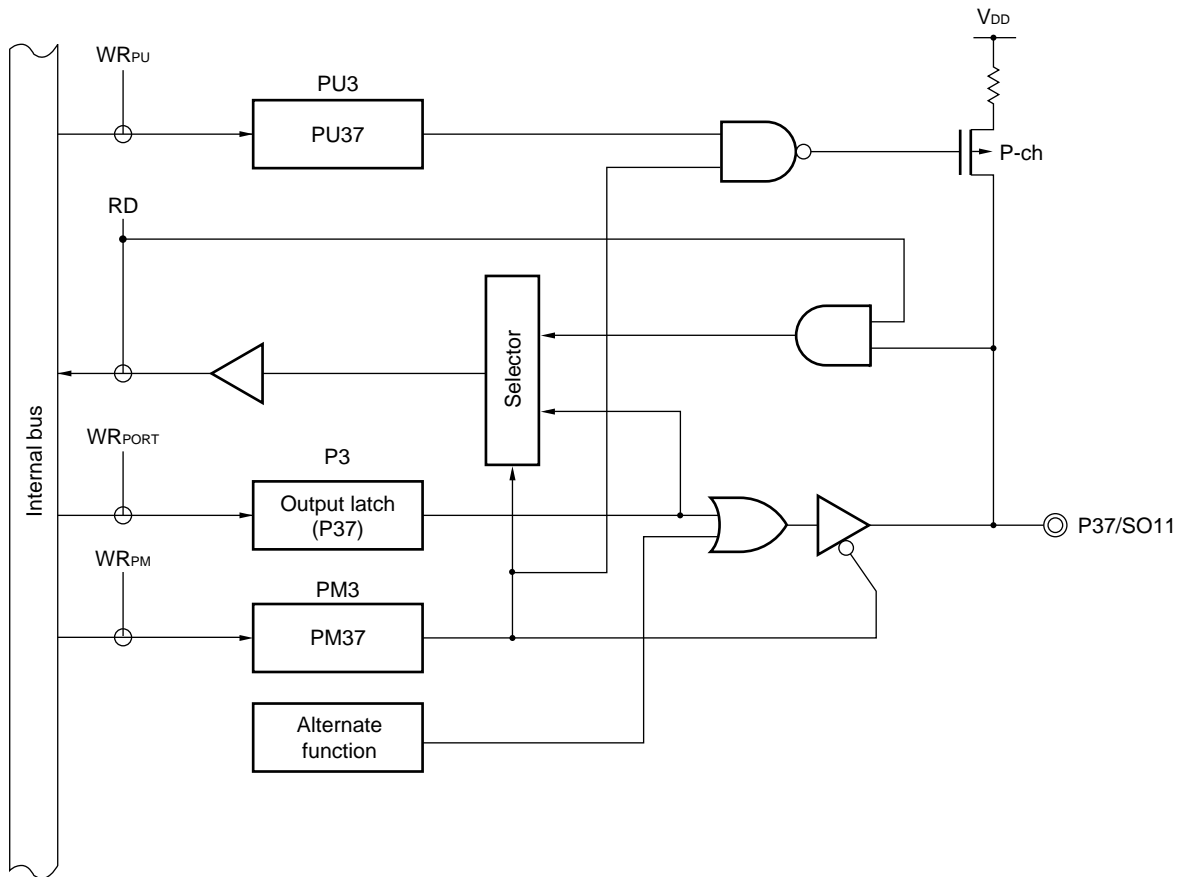 VDD
WRPU
PU3
PU37
P-ch
RD
Selector
Internal bus
WRPORT
P3
Output latch
(P37)
P37/SO11
WRPM
PM3
PM37
Alternate
function